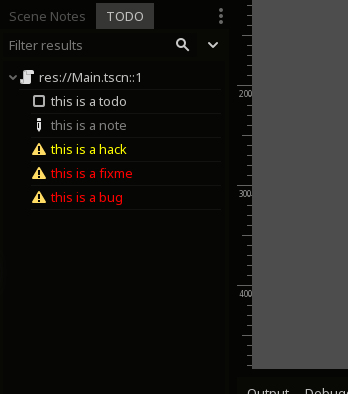 Scene Notes TODO
Filter results
res://Main.tscn::1
this is a todo
this is a note
this is a hack
this is a fixme
this is a bug
200
300
400
Output